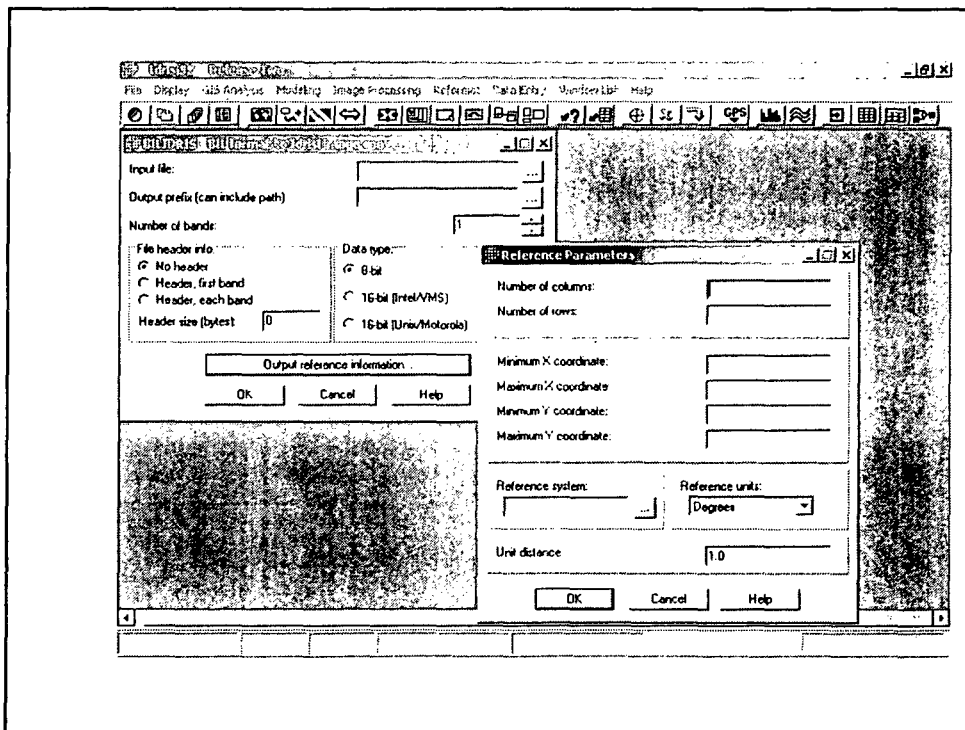 File Display GIS Analysis Modeling Image Processing Reformat Data Entry Window List Help
GPS
Input file:
Output prefix (can include path)
Number of bands: 1
File header info:
No header
Header, first band
Header, each band
Header size (bytes): 0
Data type:
8-bit
16-bit (Intel/VMS)
16-bit (Unix/Motorola)
Output reference information...
OK Cancel Help
Reference Parameters
Number of columns:
Number of rows:
Minimum X coordinate:
Maximum X coordinate
Minimum Y coordinate:
Maximum Y coordinate:
Reference system:
Reference units:
Degrees
Unit distance 1.0
OK Cancel Help